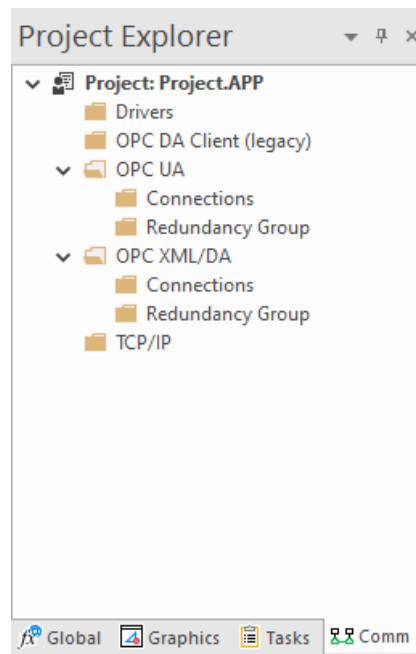 Project Explorer
Project: Project.APP
Drivers
OPC DA Client (legacy)
OPC UA
Connections
Redundancy Group
OPC XML/DA
Connections
Redundancy Group
TCP/IP
fx Global Graphics Tasks Comm